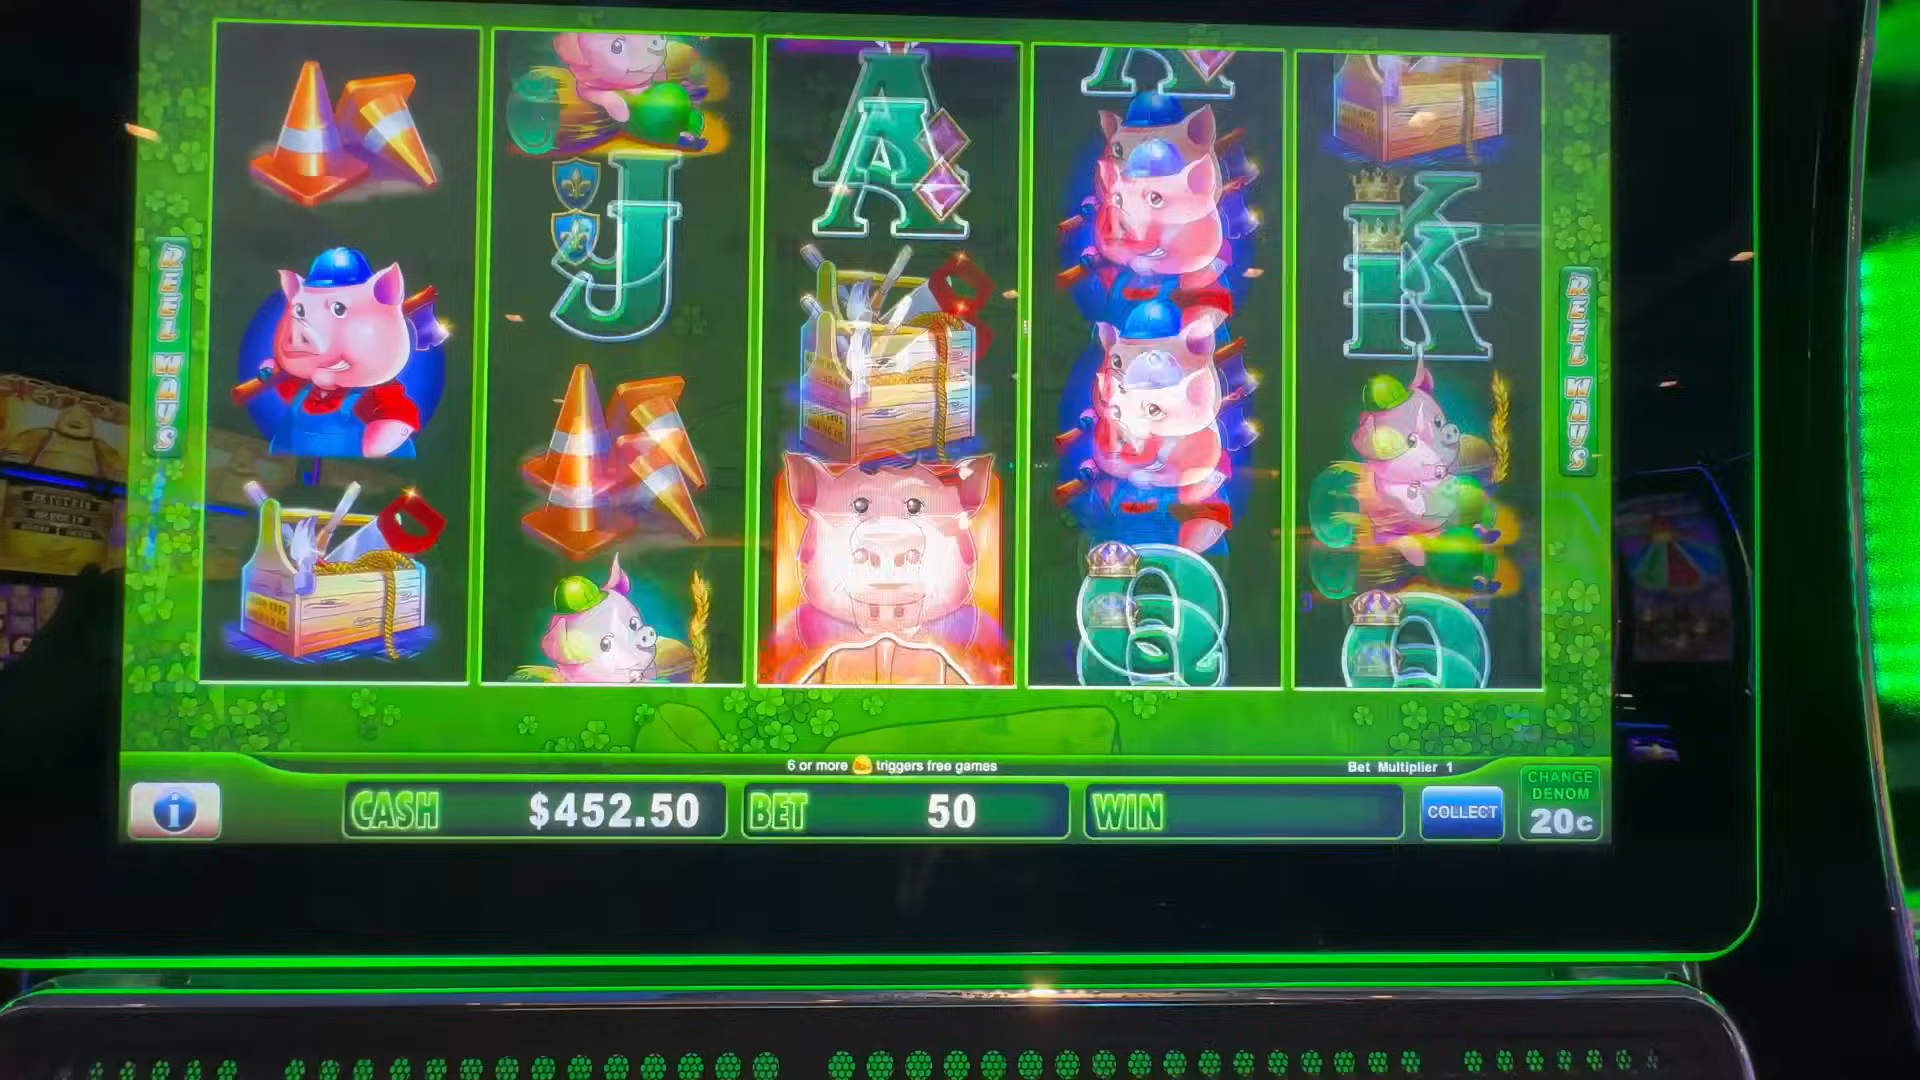 A
A
J
K
REEL WAYS
REEL WAYS
Q
Q
6 or more triggers free games
Bet Multiplier 1
CASH $452.50
BET 50
WIN
COLLECT
CHANGE
DENOM
20c